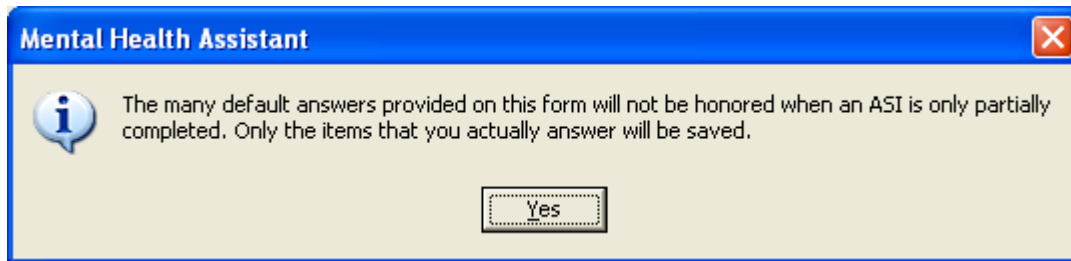 Mental Health Assistant
The many default answers provided on this form will not be honored when an ASI is only partially
completed. Only the items that you actually answer will be saved.
Yes